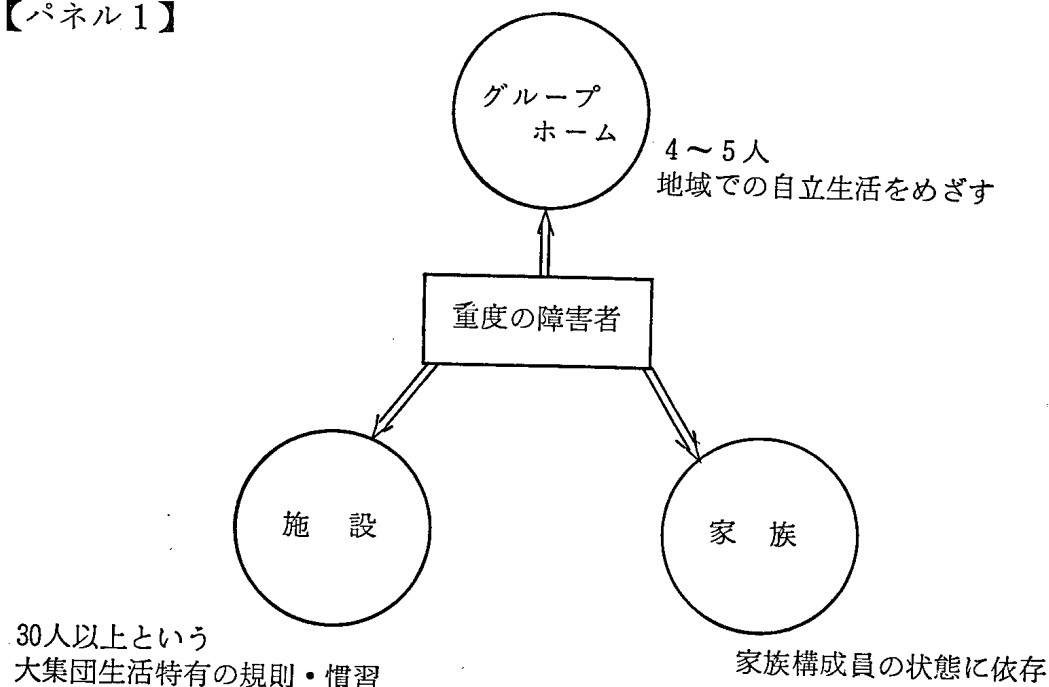 【パネル1】
グループ
ホーム
4〜5人
地域での自立生活をめざす
重度の障害者
施 設
家 族
30人以上という
大集団生活特有の規則・慣習
家族構成員の状態に依存